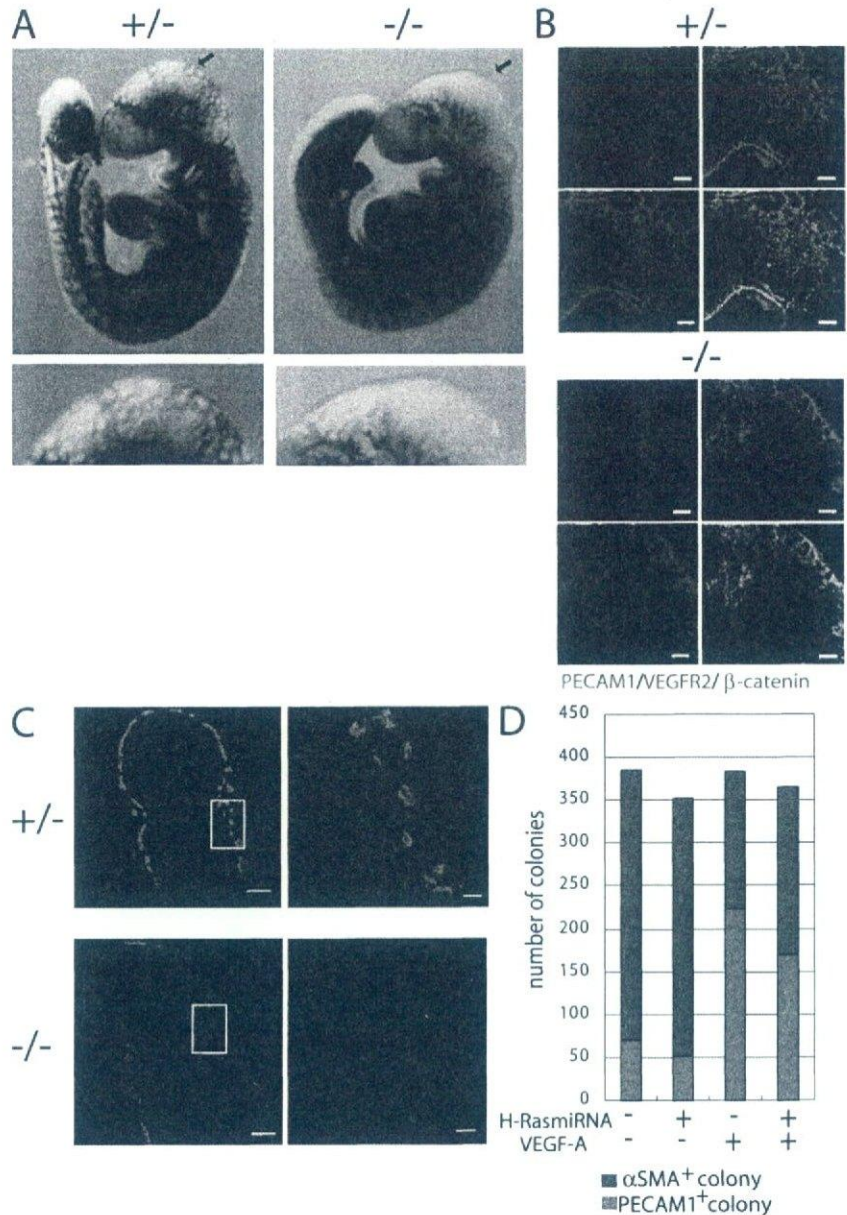 A
+/-
-/-
B
+/-
-/-
PECAM1/VEGFR2/ β-catenin
C
+/-
-/-
D
number of colonies
450
400
350
300
250
200
150
100
50
0
H-RasmiRNA - + - +
VEGF-A - - + +
αSMA+ colony
PECAM1+colony